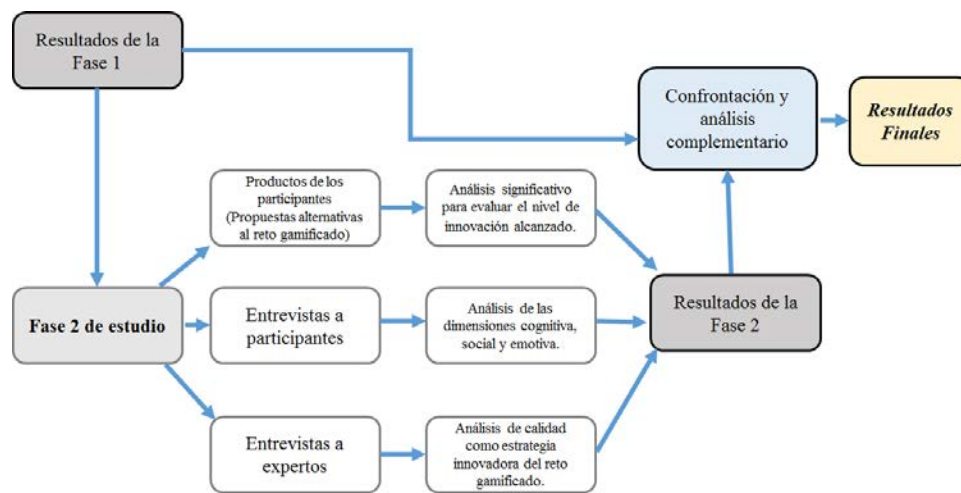 Resultados de la
Fase 1
Confrontación y
análisis
complementario
Resultados
Finales
Productos de los
participantes
(Propuestas alternativas
al reto gamificado)
Análisis significativo
para evaluar el nivel de
innovación alcanzado.
Fase 2 de estudio
Entrevistas a
participantes
Análisis de las
dimensiones cognitiva,
social y emotiva.
Resultados de la
Fase 2
Entrevistas a
expertos
Análisis de calidad
como estrategia
innovadora del reto
gamificado.